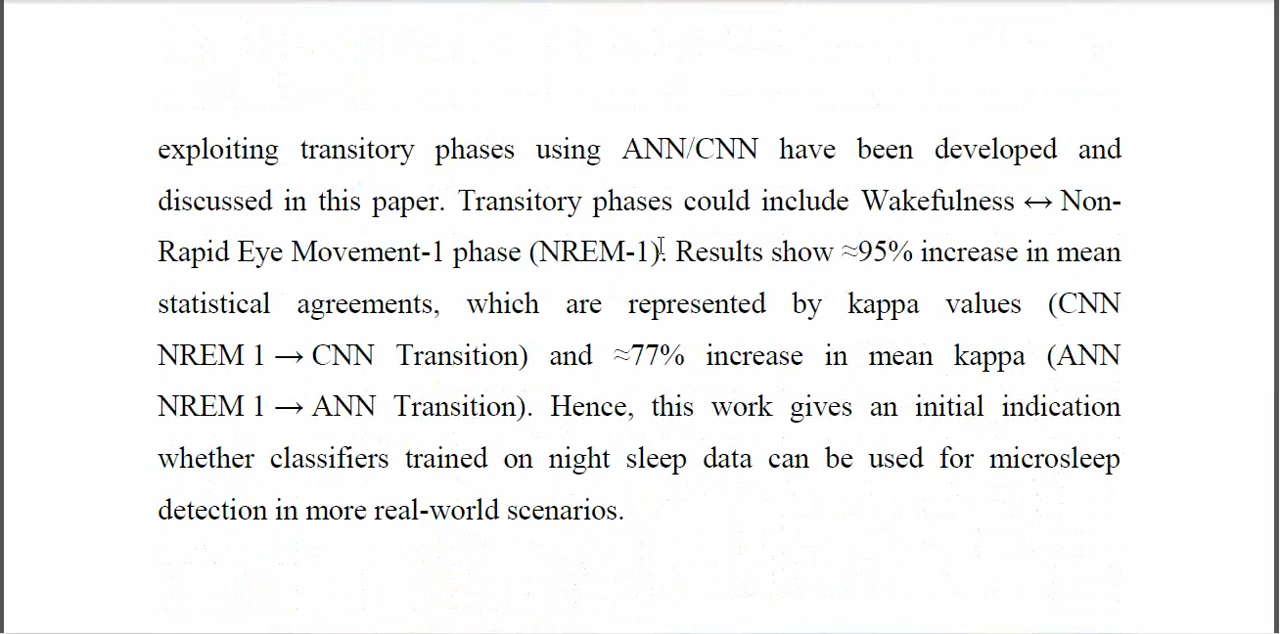 exploiting transitory phases using ANN/CNN have been developed and
discussed in this paper. Transitory phases could include Wakefulness ↔ Non-
Rapid Eye Movement-1 phase (NREM-1). Results show ≈95% increase in mean
statistical agreements, which are represented by kappa values (CNN
NREM 1 → CNN Transition) and ≈77% increase in mean kappa (ANN
NREM 1 → ANN Transition). Hence, this work gives an initial indication
whether classifiers trained on night sleep data can be used for microsleep
detection in more real-world scenarios.